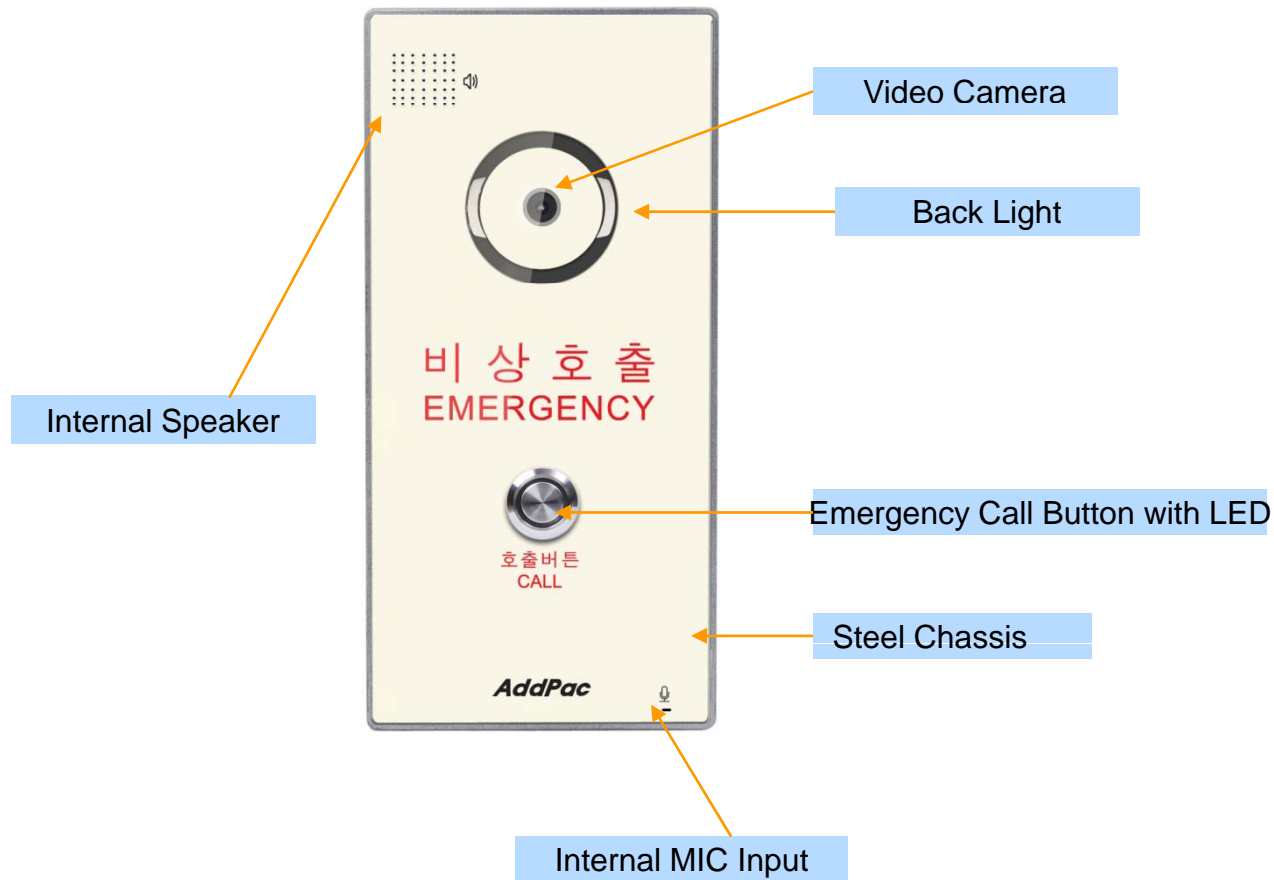 Video Camera
Back Light
비상호출
EMERGENCY
Internal Speaker
Emergency Call Button with LED
호출버튼
CALL
Steel Chassis
AddPac
Internal MIC Input